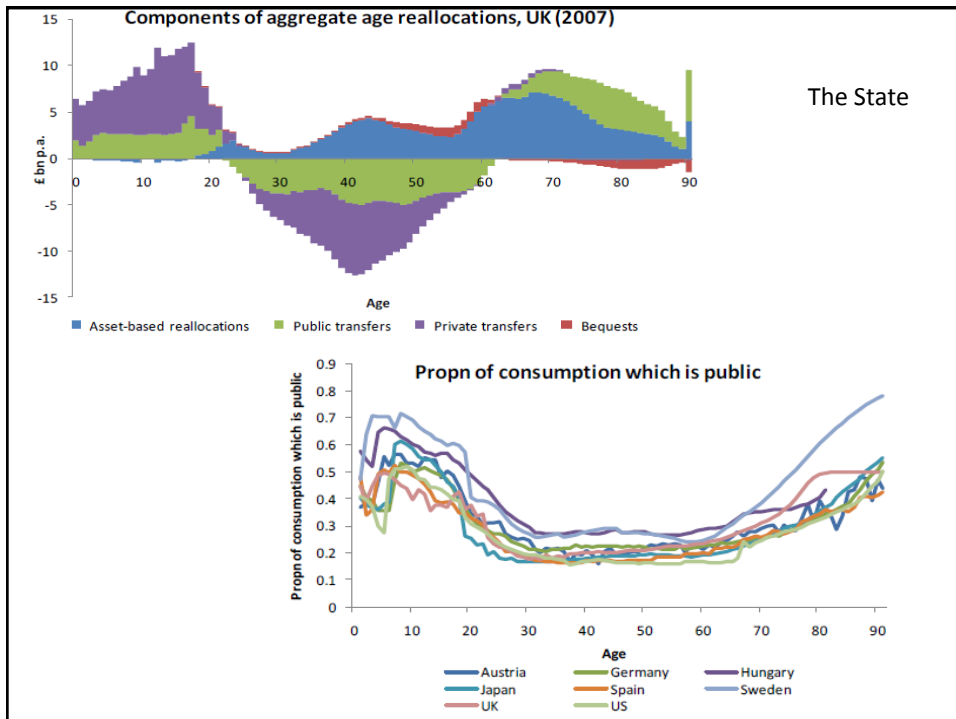 Components of aggregate age reallocations, UK (2007)
The State
£ bn p.a.
15
10
5
0
-5
-10
-15
0 10 20 30 40 50 60 70 80 90
Age
Asset-based reallocations Public transfers Private transfers Bequests
Propn of consumption which is public
Propn of consumption which is public
0.9
0.8
0.7
0.6
0.5
0.4
0.3
0.2
0.1
0
0 10 20 30 40 50 60 70 80 90
Age
Austria Germany Hungary
Japan Spain Sweden
UK US